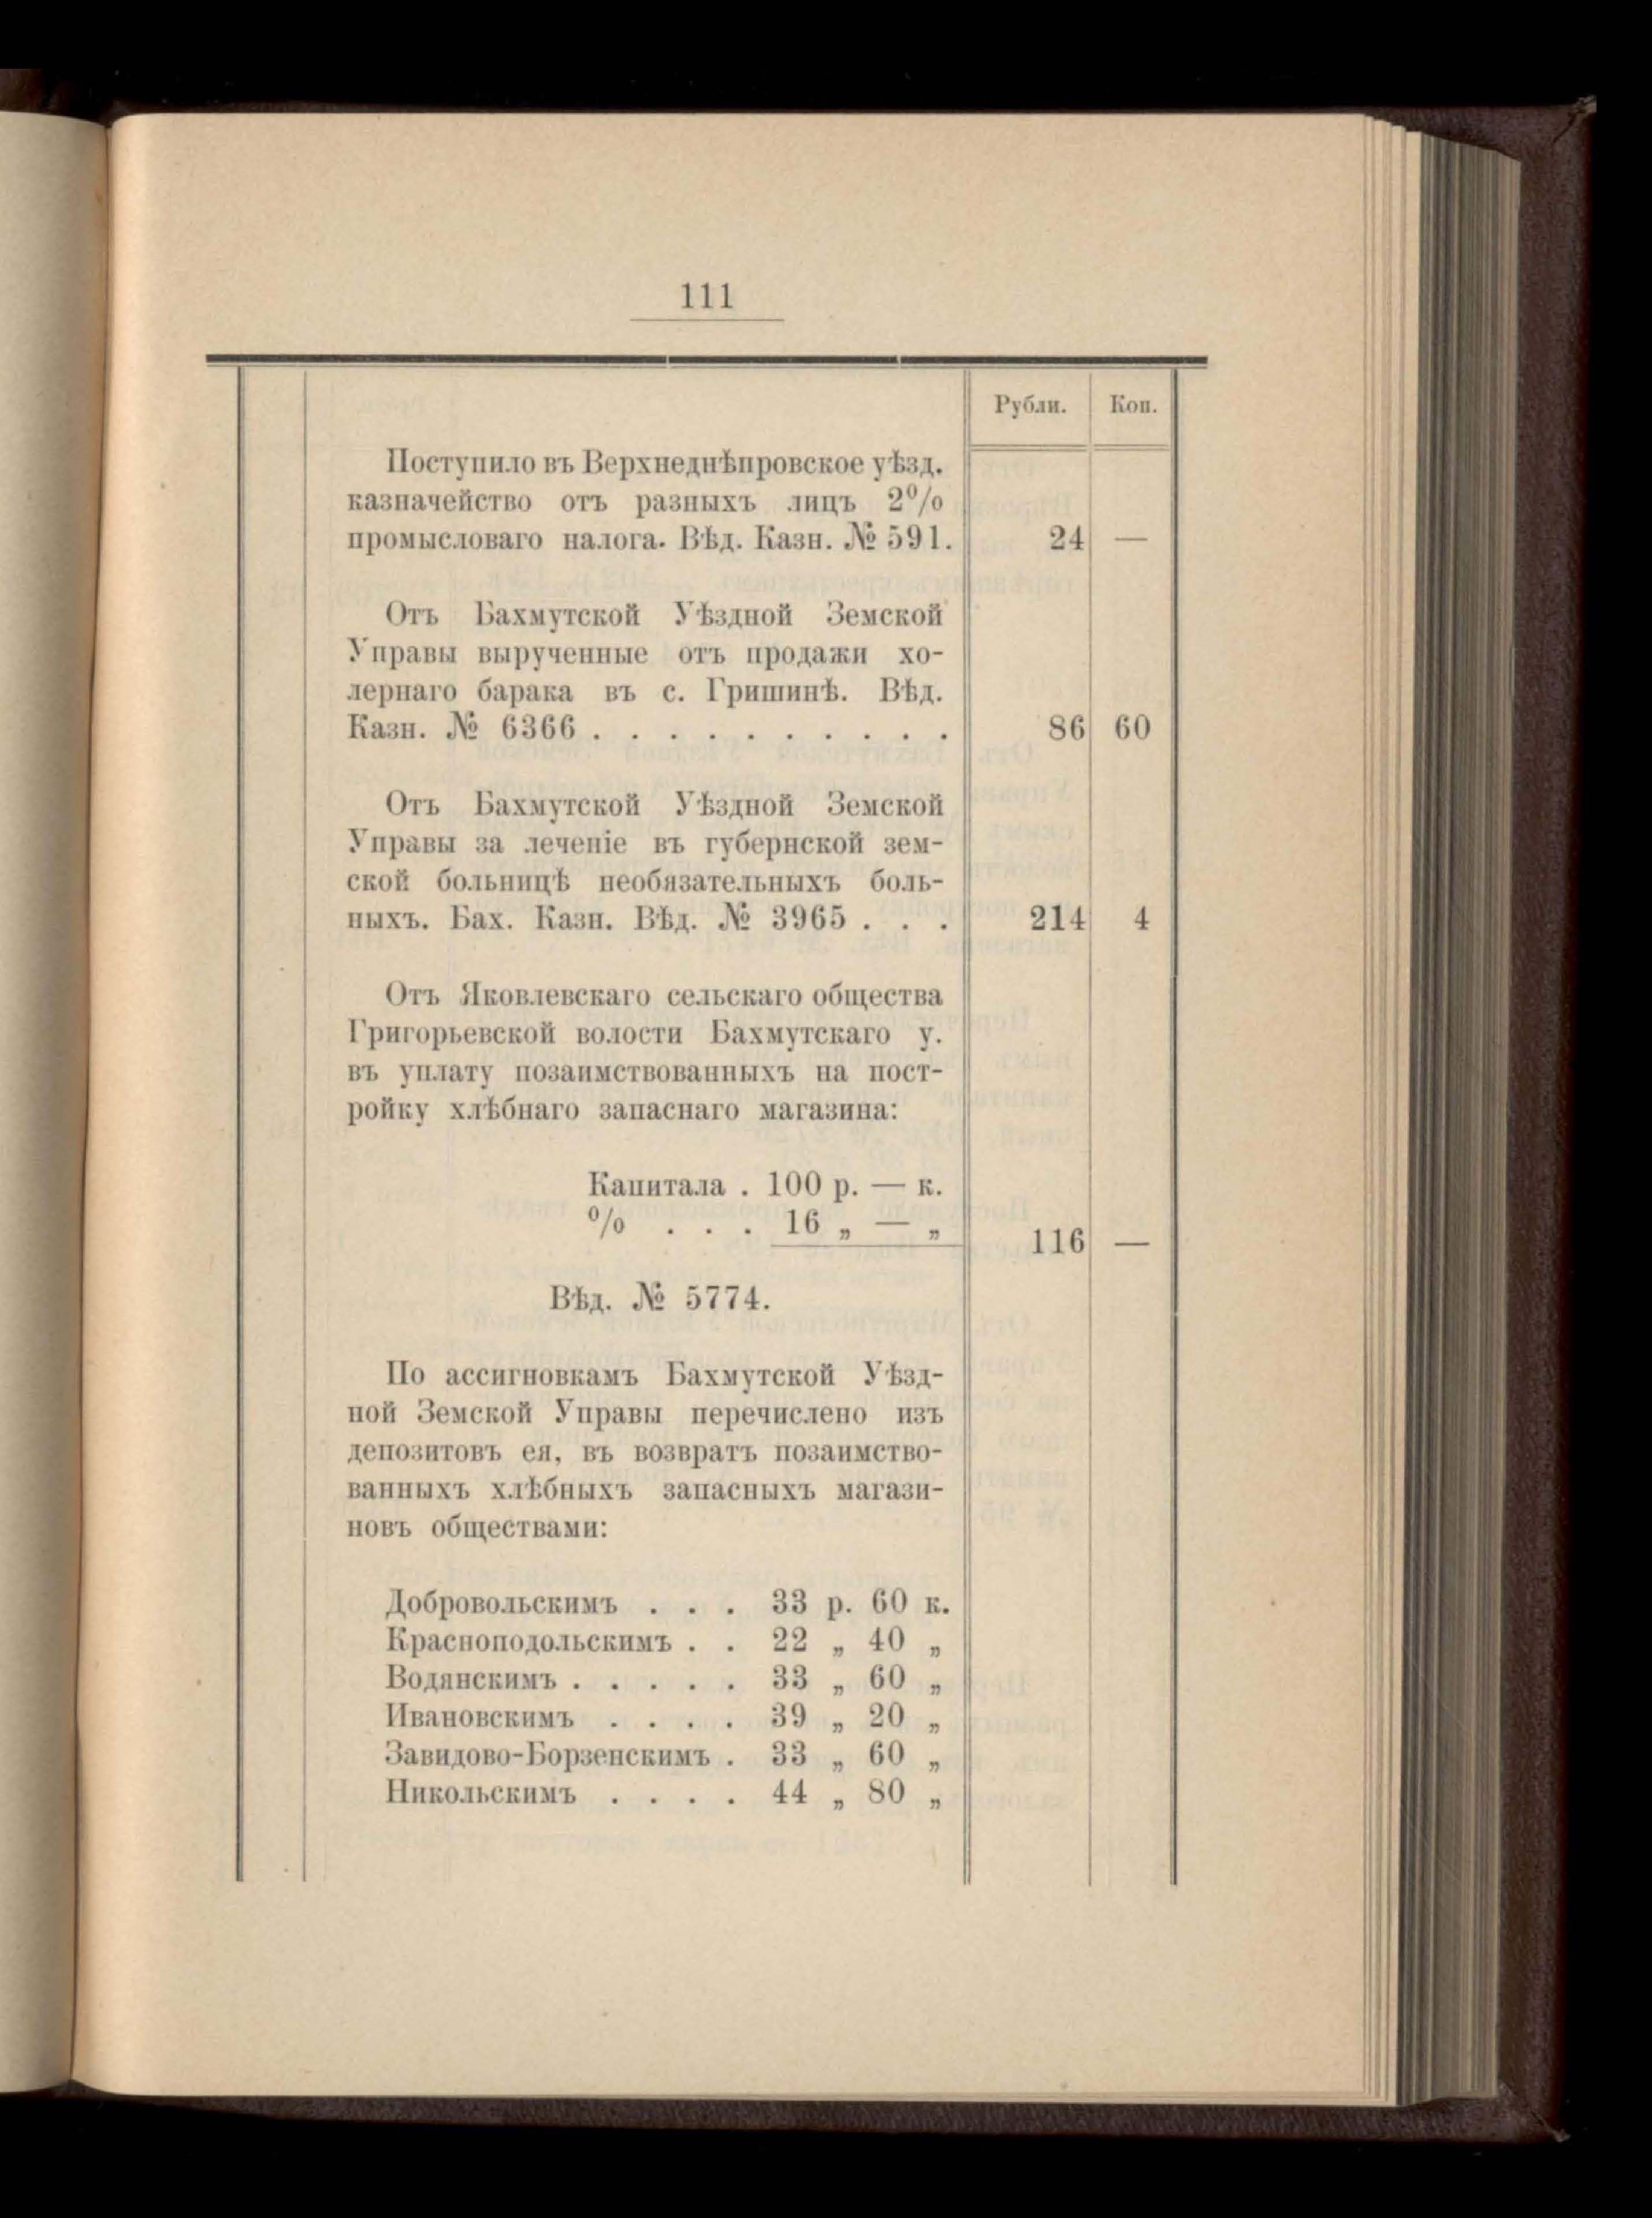 111
Рубли. Коп.
Поступило въ Верхнеднѣпровское уѣзд.
казначейство отъ разныхъ лицъ 2%
промысловаго налога. Вѣд. Казн. № 591. 24 —
Отъ Бахмутской Уѣздной Земской
Управы вырученные отъ продажи хо-
лернаго барака въ с. Гришинѣ. Вѣд.
Казн. № 6366 . . . . . . . . . . 86 60
Отъ Бахмутской Уѣздной Земской
Управы за леченіе въ губернской зем-
ской больницѣ необязательныхъ боль-
ныхъ. Бах. Казн. Вѣд. № 3965 . . . 214 4
Отъ Яковлевскаго сельскаго общества
Григорьевской волости Бахмутскаго у.
въ уплату позаимствованныхъ на пост-
ройку хлѣбнаго запаснаго магазина:
Капитала . 100 р. — к.
% . . . 16 „ — „ 116 —
Вѣд. № 5774.
По ассигновкамъ Бахмутской Уѣзд-
ной Земской Управы перечислено изъ
депозитовъ ея, въ возвратъ позаимство-
ванныхъ хлѣбныхъ запасныхъ магази-
новъ обществами:
Добровольскимъ . . . 33 р. 60 к.
Красноподольскимъ . . 22 „ 40 „
Водянскимъ . . . . . 33 „ 60 „
Ивановскимъ . . . . 39 „ 20 „
Завидово-Борзенскимъ . 33 „ 60 „
Никольскимъ . . . . 44 „ 80 „